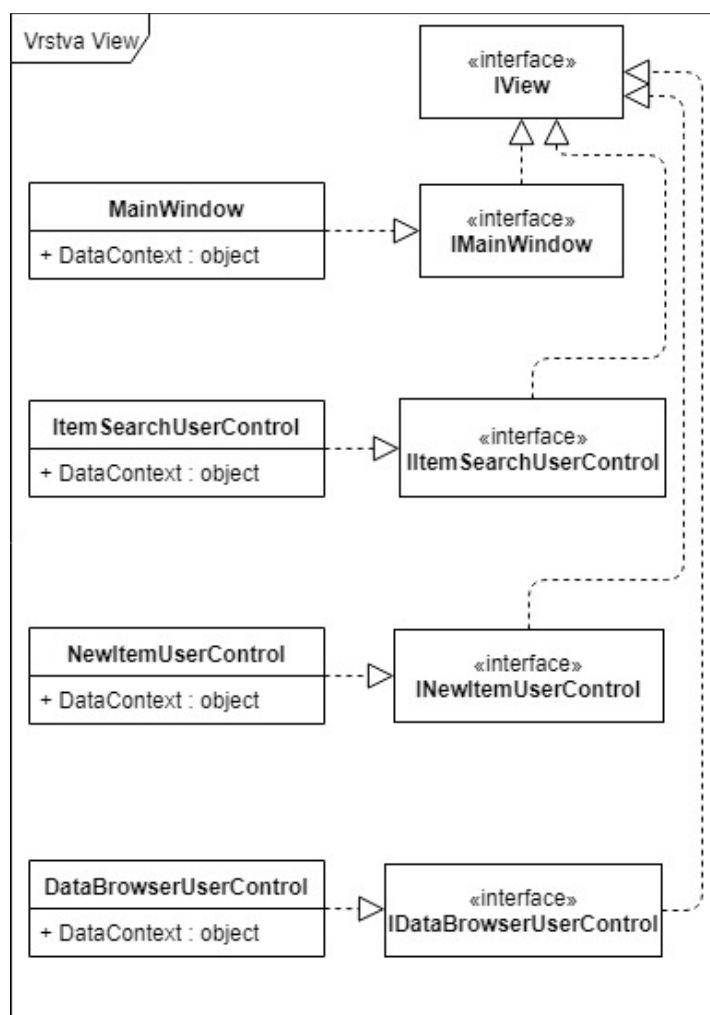 Vrstva View
«interface»
IView
MainWindow
+ DataContext : object
«interface»
IMainWindow
ItemSearchUserControl
+ DataContext : object
«interface»
IItemSearchUserControl
NewItemUserControl
+ DataContext : object
«interface»
INewItemUserControl
DataBrowserUserControl
+ DataContext : object
«interface»
IDataBrowserUserControl